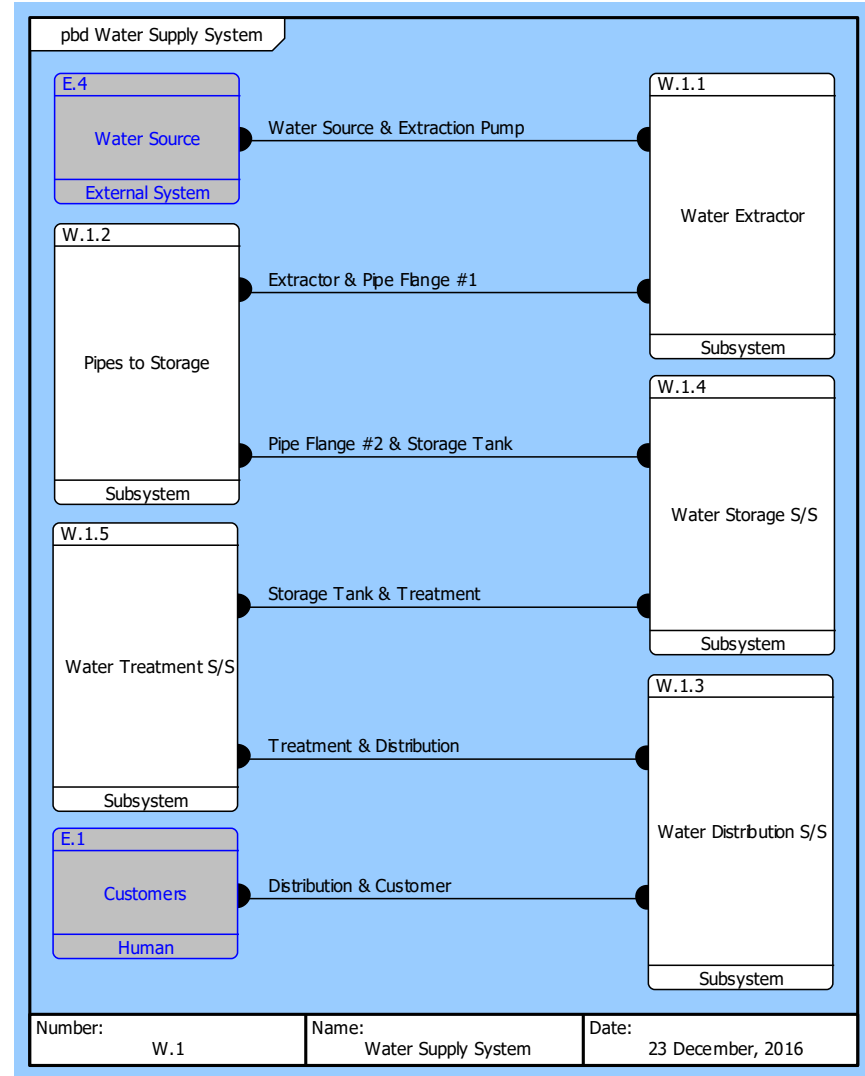 pbd Water Supply System
E.4
Water Source
External System
Water Source & Extraction Pump
W.1.1
Water Extractor
Subsystem
W.1.2
Pipes to Storage
Subsystem
Extractor & Pipe Flange #1
Pipe Flange #2 & Storage Tank
W.1.4
Water Storage S/S
Subsystem
W.1.5
Water Treatment S/S
Subsystem
Storage Tank & Treatment
Treatment & Distribution
W.1.3
Water Distribution S/S
Subsystem
E.1
Customers
Human
Distribution & Customer
Number:
W.1
Name:
Water Supply System
Date:
23 December, 2016